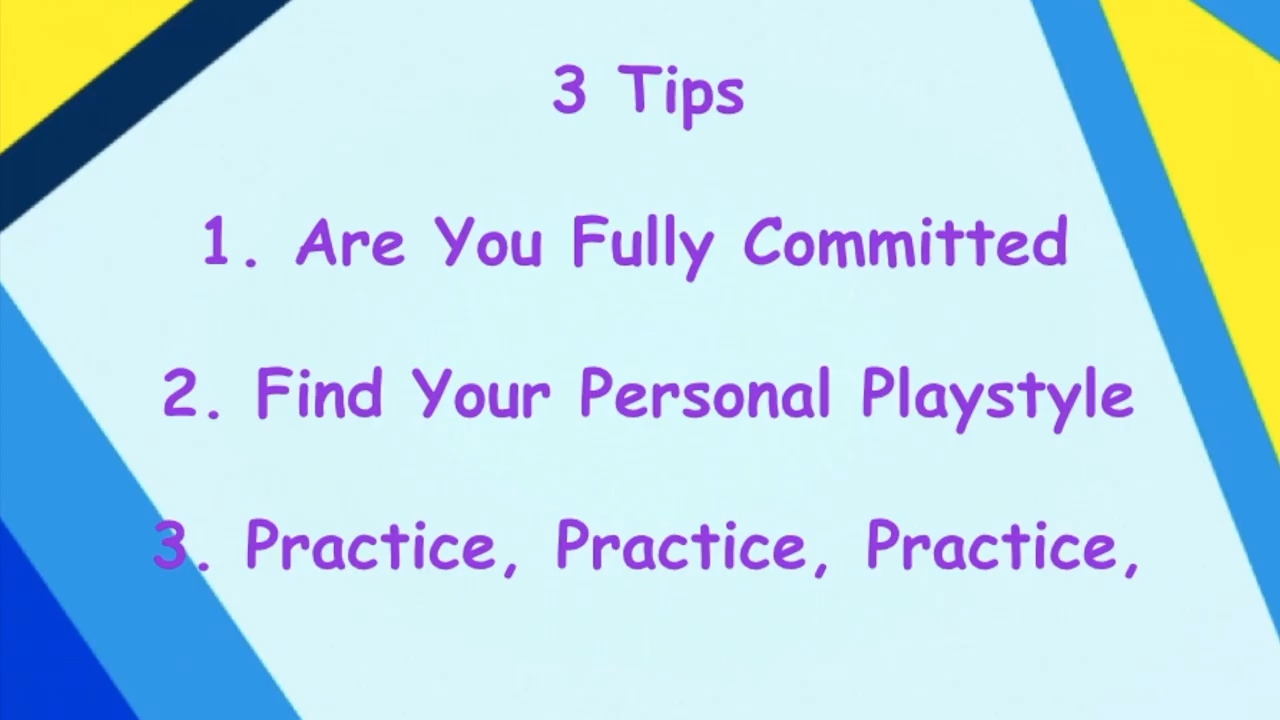 3 Tips
1. Are You Fully Committed
2. Find Your Personal Playstyle
3. Practice, Practice, Practice,